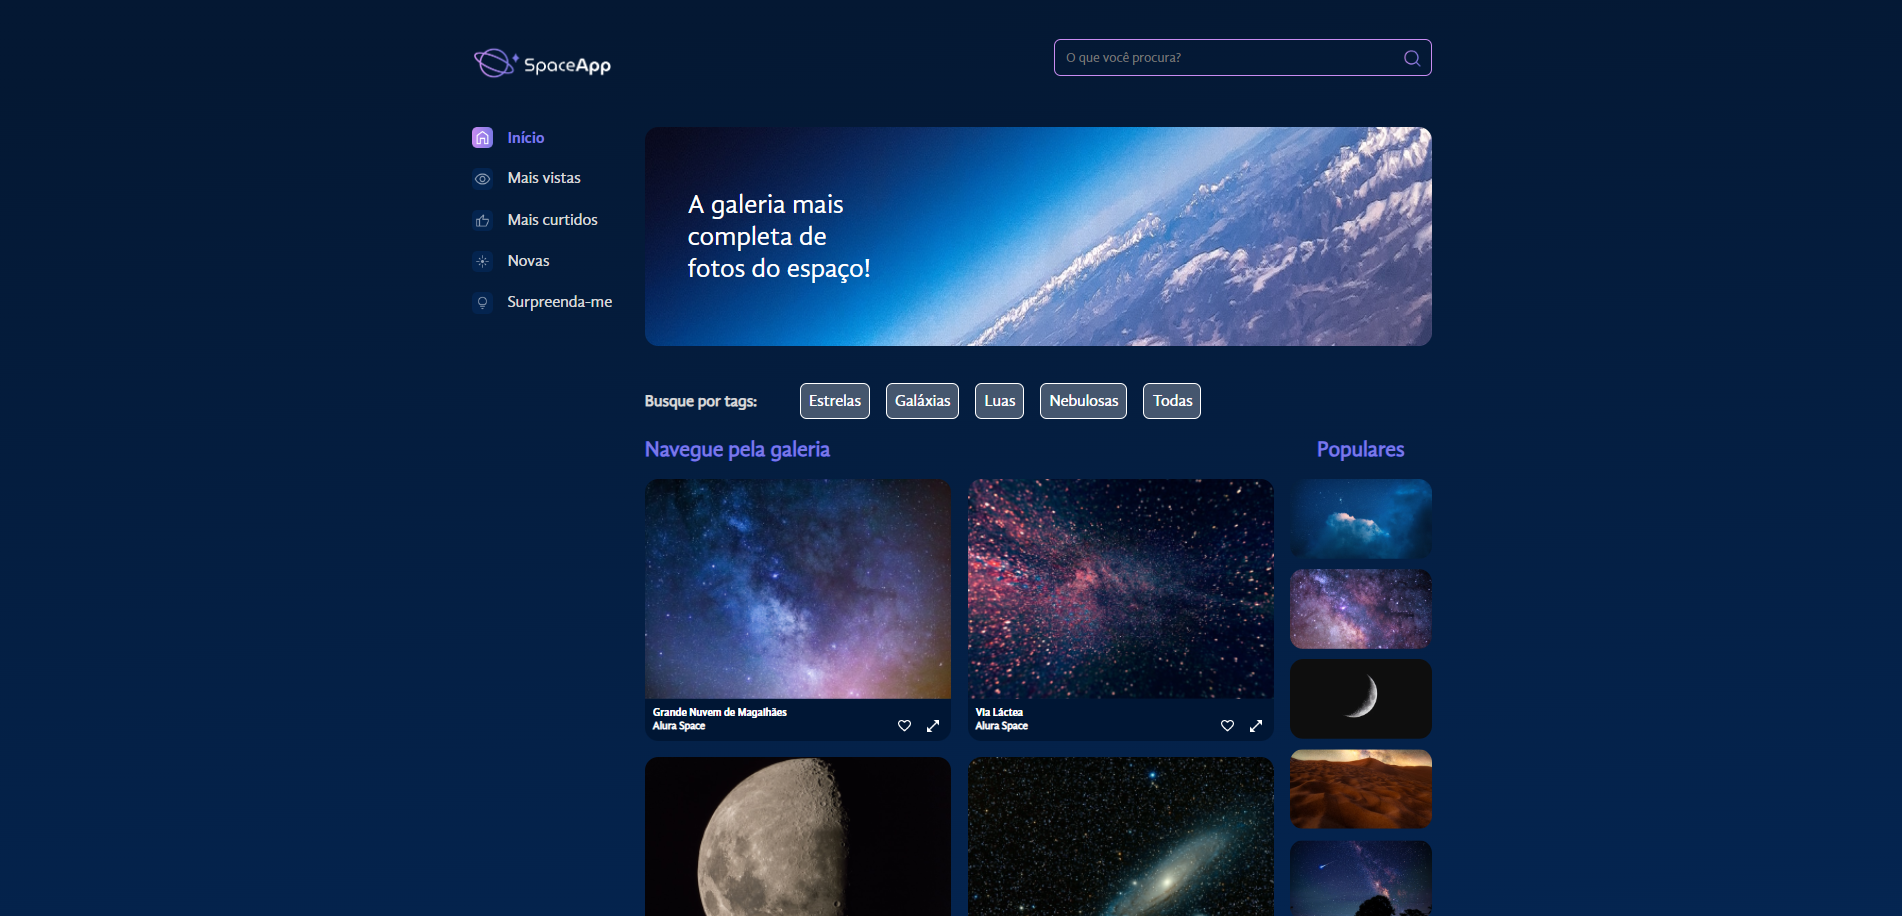 SpaceApp
O que você procura?
Início
Mais vistas
Mais curtidos
Novas
Surpreenda-me
A galeria mais
completa de
fotos do espaço!
Busque por tags:
Estrelas
Galáxias
Luas
Nebulosas
Todas
Navegue pela galeria
Populares
Grande Nuvem de Magalhães
Alura Space
Via Láctea
Alura Space